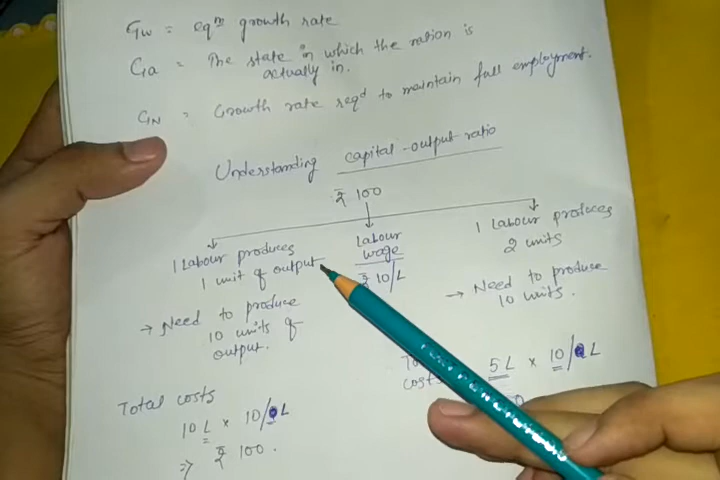 Gw = eqm growth rate
Ga = The state in which the nation is
actually in.
GN = Growth rate reqd to maintain full employment.
Understanding capital-output ratio
₹ 100
1 Labour produces
1 unit of output
→ Need to produce
10 units of
output.
Total costs
10 L × 10/L
⇒ ₹ 100.
Labour
wage
₹ 10/L
1 Labour produces
2 units
→ Need to produce
10 units.
costs
5 L × 10/L